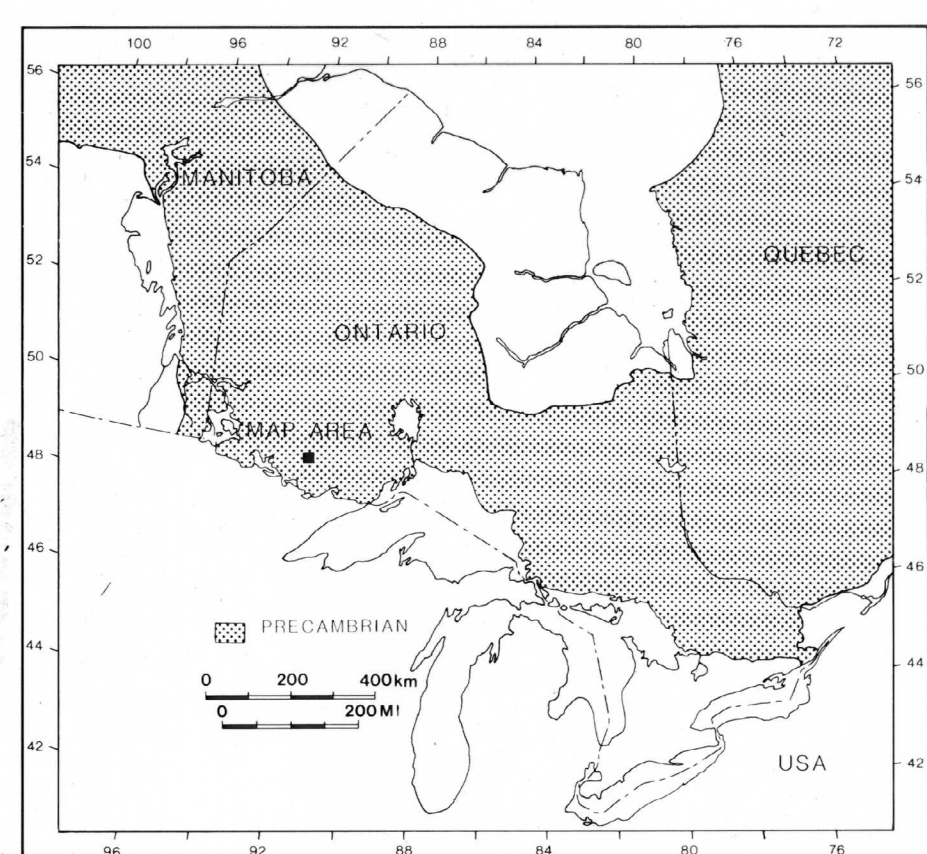 100 96 92 88 84 80 76 72
56 56
54 54
MANITOBA
QUEBEC
52 52
ONTARIO
50 50
MAP AREA
48 48
46 46
PRECAMBRIAN
44 44
0 200 400km
0 200MI
42 42
USA
96 92 88 84 80 76